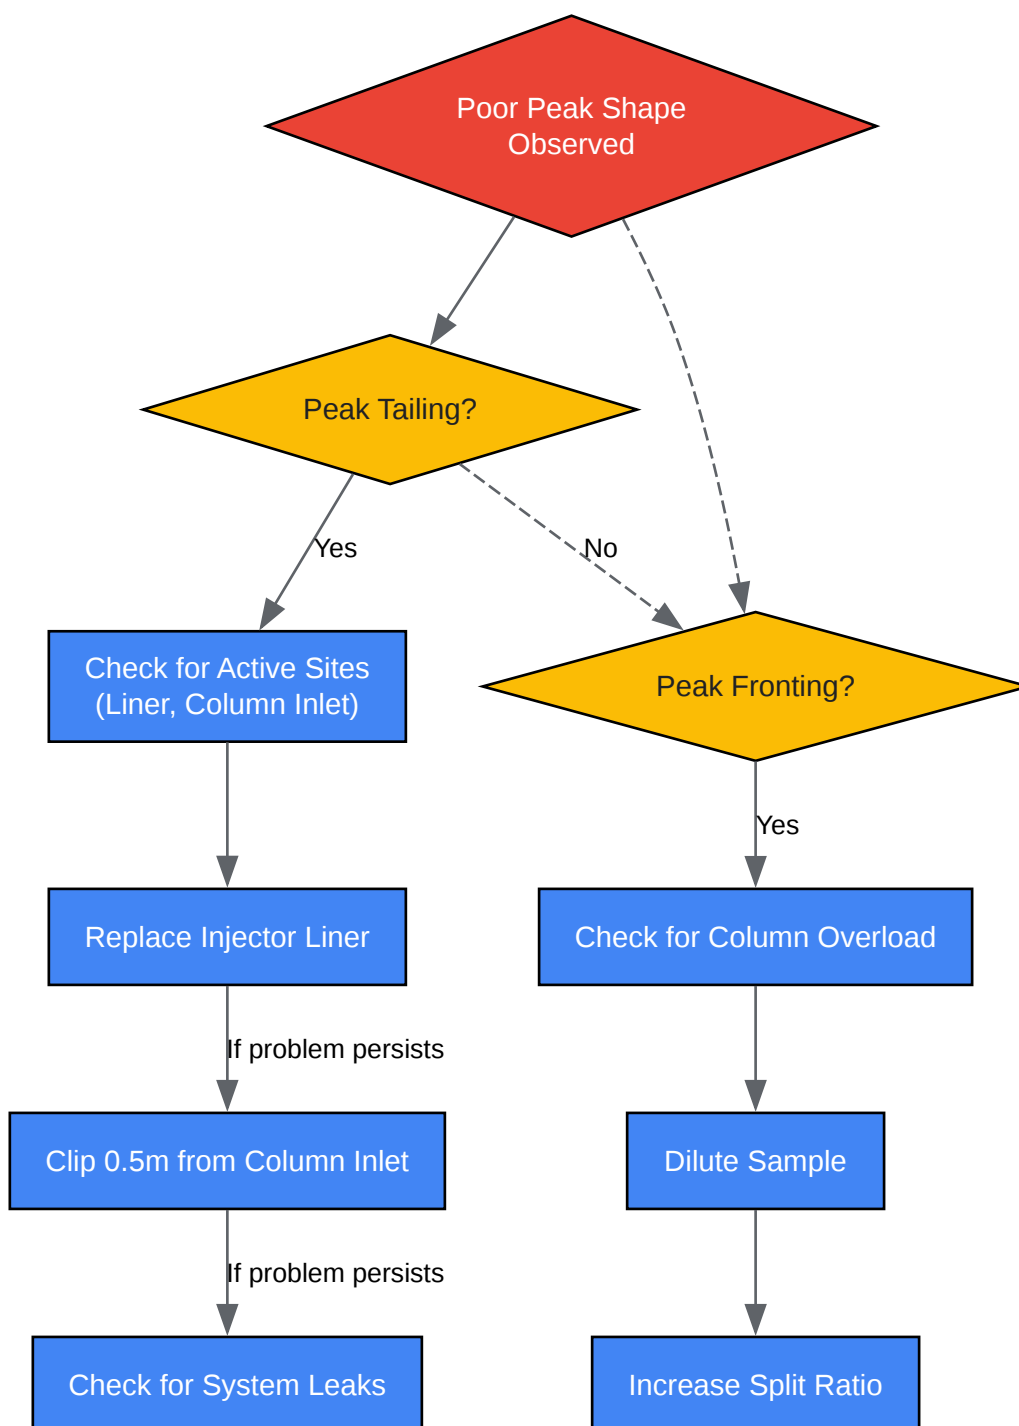 Poor Peak Shape
Observed
Peak Tailing?
Yes
No
Check for Active Sites
(Liner, Column Inlet)
Peak Fronting?
Yes
Replace Injector Liner
Check for Column Overload
If problem persists
Clip 0.5m from Column Inlet
Dilute Sample
If problem persists
Check for System Leaks
Increase Split Ratio